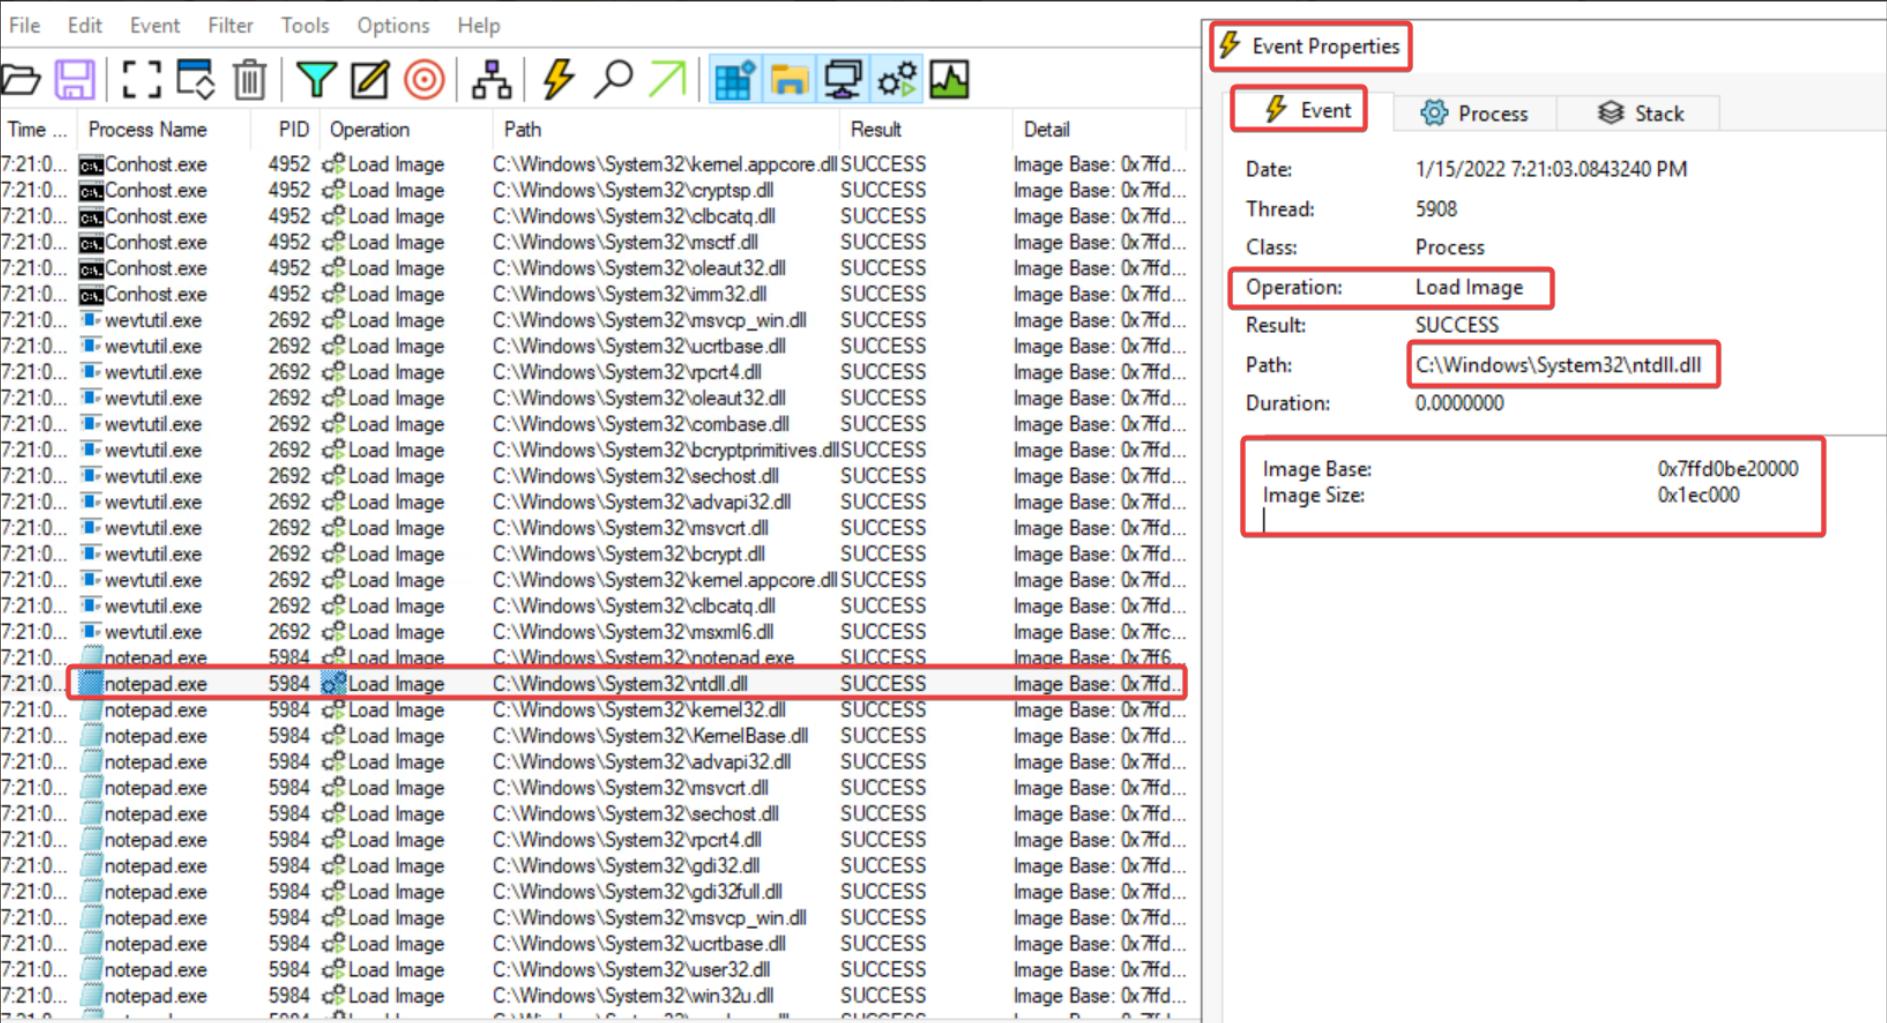 File Edit Event Filter Tools Options Help
Time ... Process Name PID Operation Path Result Detail
7:21:0... Conhost.exe 4952 Load Image C:\Windows\System32\kernel.appcore.dll SUCCESS Image Base: 0x7ffd...
7:21:0... Conhost.exe 4952 Load Image C:\Windows\System32\cryptsp.dll SUCCESS Image Base: 0x7ffd...
7:21:0... Conhost.exe 4952 Load Image C:\Windows\System32\clbcatq.dll SUCCESS Image Base: 0x7ffd...
7:21:0... Conhost.exe 4952 Load Image C:\Windows\System32\msctf.dll SUCCESS Image Base: 0x7ffd...
7:21:0... Conhost.exe 4952 Load Image C:\Windows\System32\oleaut32.dll SUCCESS Image Base: 0x7ffd...
7:21:0... Conhost.exe 4952 Load Image C:\Windows\System32\imm32.dll SUCCESS Image Base: 0x7ffd...
7:21:0... wevtutil.exe 2692 Load Image C:\Windows\System32\msvcp_win.dll SUCCESS Image Base: 0x7ffd...
7:21:0... wevtutil.exe 2692 Load Image C:\Windows\System32\ucrtbase.dll SUCCESS Image Base: 0x7ffd...
7:21:0... wevtutil.exe 2692 Load Image C:\Windows\System32\rpcrt4.dll SUCCESS Image Base: 0x7ffd...
7:21:0... wevtutil.exe 2692 Load Image C:\Windows\System32\oleaut32.dll SUCCESS Image Base: 0x7ffd...
7:21:0... wevtutil.exe 2692 Load Image C:\Windows\System32\combase.dll SUCCESS Image Base: 0x7ffd...
7:21:0... wevtutil.exe 2692 Load Image C:\Windows\System32\bcryptprimitives.dll SUCCESS Image Base: 0x7ffd...
7:21:0... wevtutil.exe 2692 Load Image C:\Windows\System32\sechost.dll SUCCESS Image Base: 0x7ffd...
7:21:0... wevtutil.exe 2692 Load Image C:\Windows\System32\advapi32.dll SUCCESS Image Base: 0x7ffd...
7:21:0... wevtutil.exe 2692 Load Image C:\Windows\System32\msvcrt.dll SUCCESS Image Base: 0x7ffd...
7:21:0... wevtutil.exe 2692 Load Image C:\Windows\System32\bcrypt.dll SUCCESS Image Base: 0x7ffd...
7:21:0... wevtutil.exe 2692 Load Image C:\Windows\System32\kernel.appcore.dll SUCCESS Image Base: 0x7ffd...
7:21:0... wevtutil.exe 2692 Load Image C:\Windows\System32\clbcatq.dll SUCCESS Image Base: 0x7ffd...
7:21:0... wevtutil.exe 2692 Load Image C:\Windows\System32\msxml6.dll SUCCESS Image Base: 0x7ffc...
7:21:0... notepad.exe 5984 Load Image C:\Windows\System32\notepad.exe SUCCESS Image Base: 0x7ff6...
7:21:0... notepad.exe 5984 Load Image C:\Windows\System32\ntdll.dll SUCCESS Image Base: 0x7ffd...
7:21:0... notepad.exe 5984 Load Image C:\Windows\System32\kernel32.dll SUCCESS Image Base: 0x7ffd...
7:21:0... notepad.exe 5984 Load Image C:\Windows\System32\KernelBase.dll SUCCESS Image Base: 0x7ffd...
7:21:0... notepad.exe 5984 Load Image C:\Windows\System32\advapi32.dll SUCCESS Image Base: 0x7ffd...
7:21:0... notepad.exe 5984 Load Image C:\Windows\System32\msvcrt.dll SUCCESS Image Base: 0x7ffd...
7:21:0... notepad.exe 5984 Load Image C:\Windows\System32\sechost.dll SUCCESS Image Base: 0x7ffd...
7:21:0... notepad.exe 5984 Load Image C:\Windows\System32\rpcrt4.dll SUCCESS Image Base: 0x7ffd...
7:21:0... notepad.exe 5984 Load Image C:\Windows\System32\gdi32.dll SUCCESS Image Base: 0x7ffd...
7:21:0... notepad.exe 5984 Load Image C:\Windows\System32\gdi32full.dll SUCCESS Image Base: 0x7ffd...
7:21:0... notepad.exe 5984 Load Image C:\Windows\System32\msvcp_win.dll SUCCESS Image Base: 0x7ffd...
7:21:0... notepad.exe 5984 Load Image C:\Windows\System32\ucrtbase.dll SUCCESS Image Base: 0x7ffd...
7:21:0... notepad.exe 5984 Load Image C:\Windows\System32\user32.dll SUCCESS Image Base: 0x7ffd...
7:21:0... notepad.exe 5984 Load Image C:\Windows\System32\win32u.dll SUCCESS Image Base: 0x7ffd...
Event Properties
Event Process Stack
Date: 1/15/2022 7:21:03.0843240 PM
Thread: 5908
Class: Process
Operation: Load Image
Result: SUCCESS
Path: C:\Windows\System32\ntdll.dll
Duration: 0.0000000
Image Base: 0x7ffd0be20000
Image Size: 0x1ec000